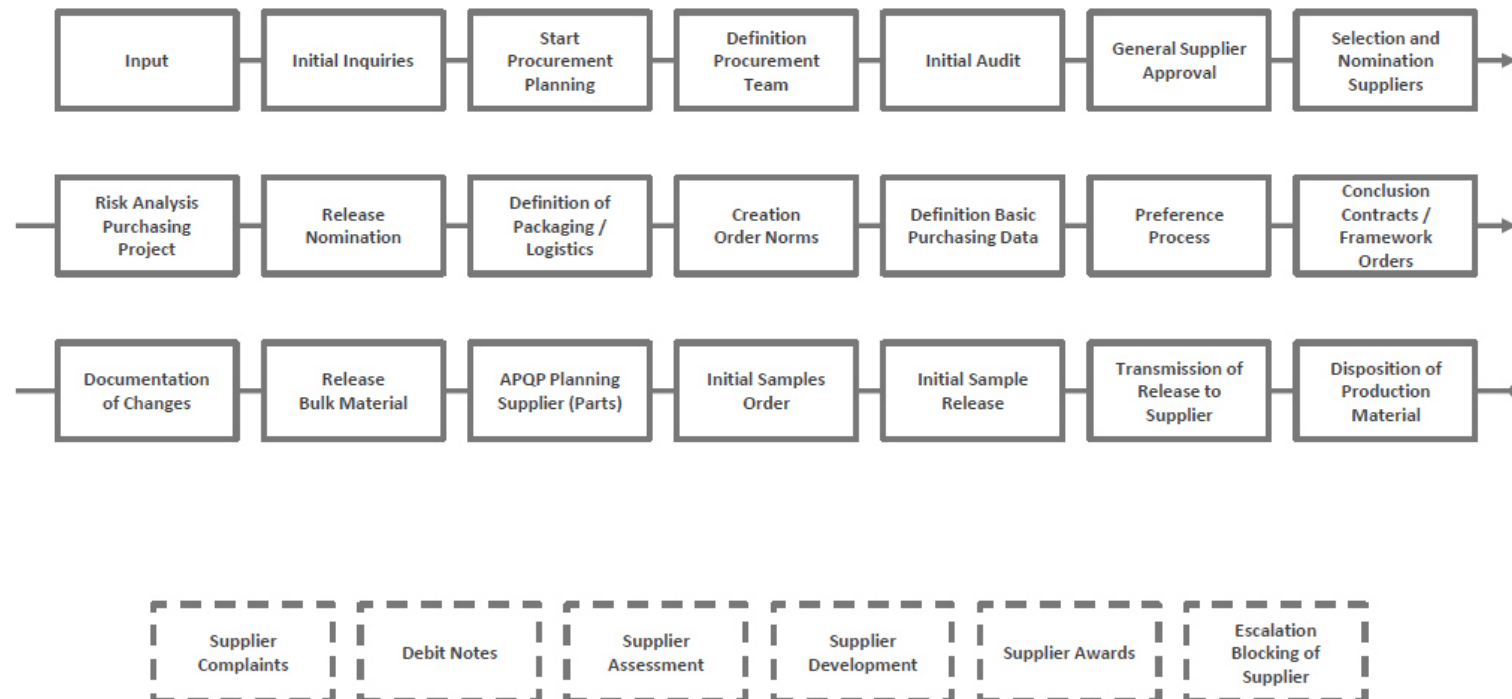 Input
Initial Inquiries
Start
Procurement
Planning
Definition
Procurement
Team
Initial Audit
General Supplier
Approval
Selection and
Nomination
Suppliers
Risk Analysis
Purchasing
Project
Release
Nomination
Definition of
Packaging /
Logistics
Creation
Order Norms
Definition Basic
Purchasing Data
Preference
Process
Conclusion
Contracts /
Framework
Orders
Documentation
of Changes
Release
Bulk Material
APQP Planning
Supplier (Parts)
Initial Samples
Order
Initial Sample
Release
Transmission of
Release to
Supplier
Disposition of
Production
Material
Supplier
Complaints
Debit Notes
Supplier
Assessment
Supplier
Development
Supplier Awards
Escalation
Blocking of
Supplier